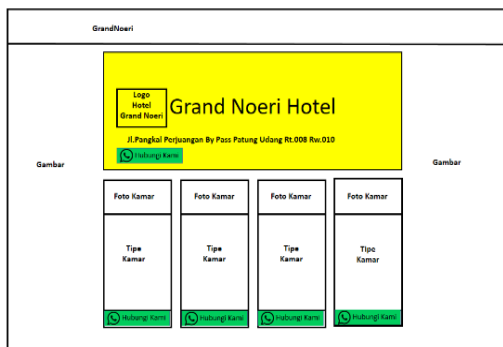 GrandNoeri
Logo
Hotel
Grand Noeri
Grand Noeri Hotel
Jl.Pangkal Perjuangan By Pass Patung Udang Rt.008 Rw.010
Hubungi Kami
Gambar
Gambar
Foto Kamar
Foto Kamar
Foto Kamar
Foto Kamar
Tipe
Kamar
Tipe
Kamar
Tipe
Kamar
Tipe
Kamar
Hubungi Kami
Hubungi Kami
Hubungi Kami
Hubungi Kami